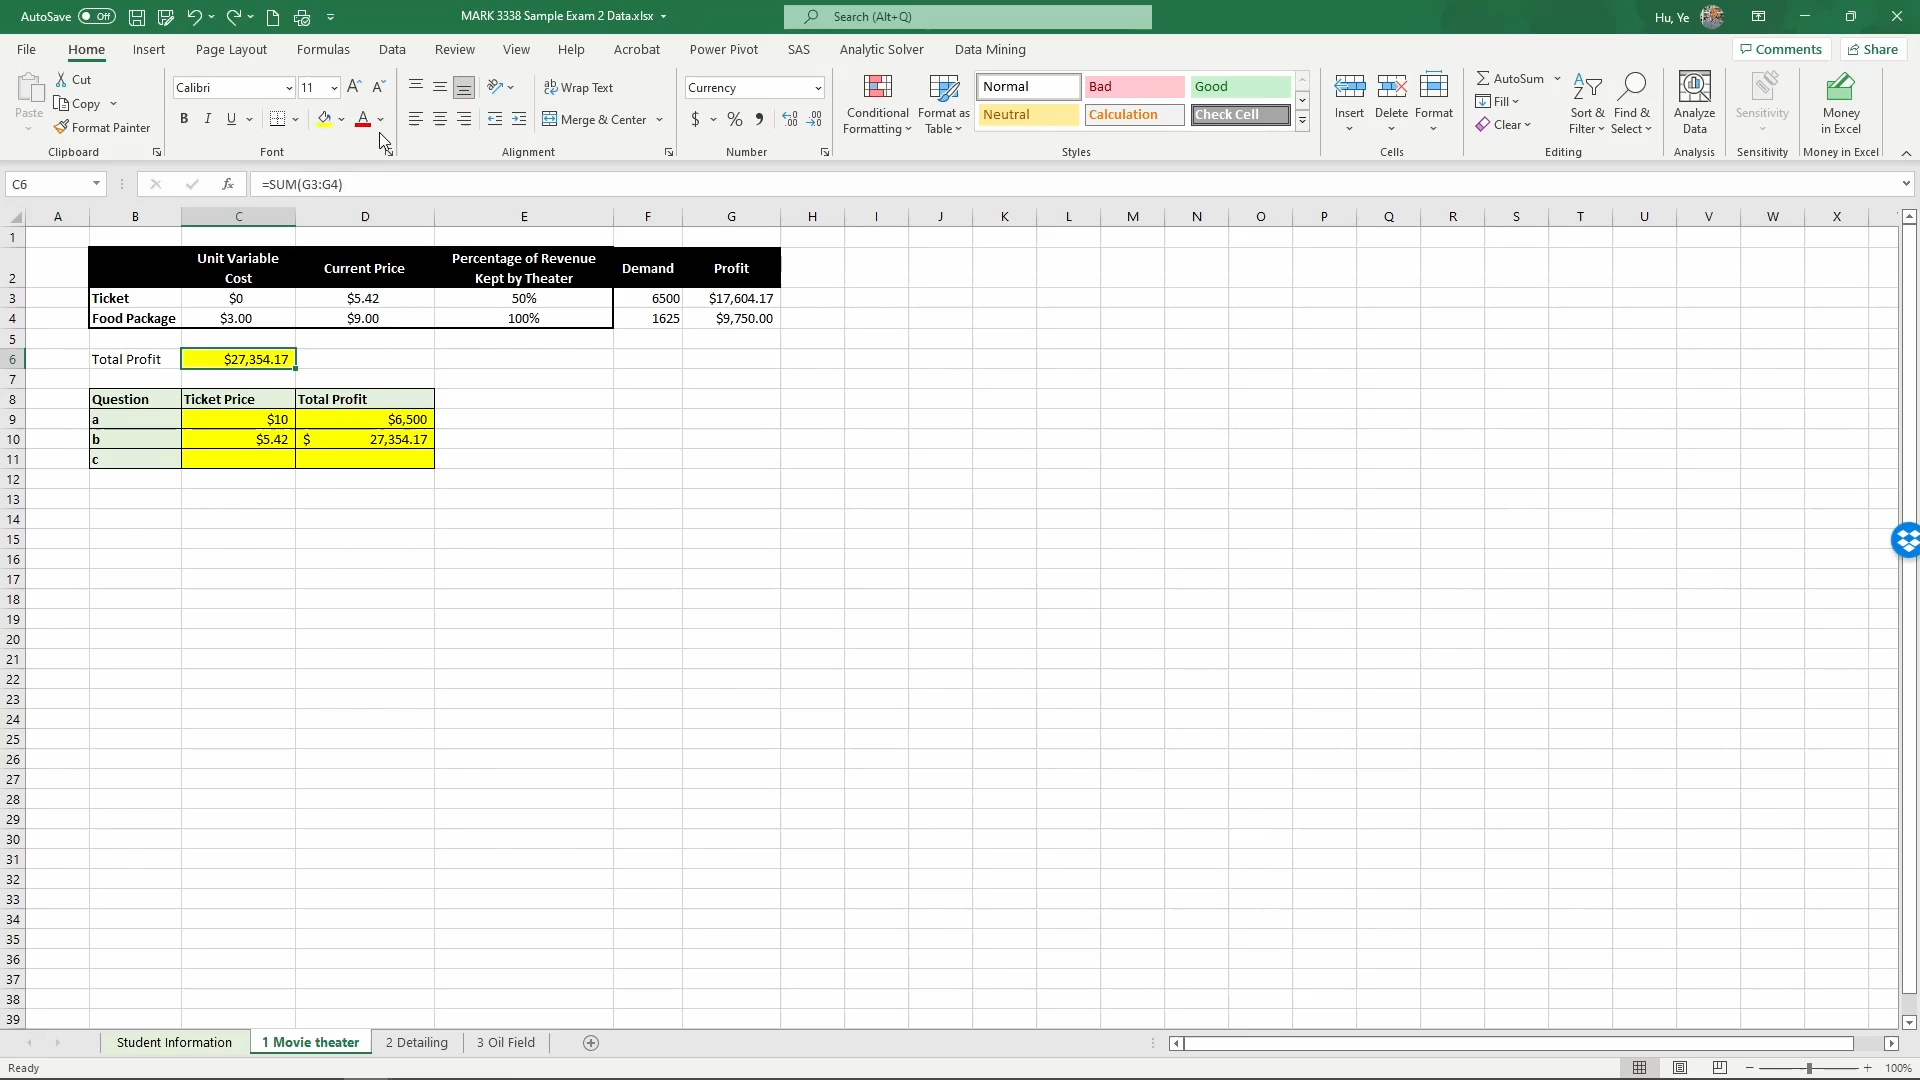 AutoSave Off MARK 3338 Sample Exam 2 Data.xlsx Search (Alt+Q) Hu, Ye
File Home Insert Page Layout Formulas Data Review View Help Acrobat Power Pivot SAS Analytic Solver Data Mining Comments Share
Paste Cut Copy Format Painter Clipboard
Calibri 11 B I U A Font
Wrap Text Merge & Center Alignment
Currency $ % Number
Conditional Formatting Format as Table Normal Bad Good Neutral Calculation Check Cell Styles
Insert Delete Format Cells
AutoSum Fill Clear Sort & Filter Find & Select Editing
Analyze Data Analysis
Sensitivity Sensitivity
Money in Excel Money in Excel
C6 fx =SUM(G3:G4)
A B C D E F G H I J K L M N O P Q R S T U V W X
1
2 Unit Variable Cost Current Price Percentage of Revenue Kept by Theater Demand Profit
3 Ticket $0 $5.42 50% 6500 $17,604.17
4 Food Package $3.00 $9.00 100% 1625 $9,750.00
5
6 Total Profit $27,354.17
7
8 Question Ticket Price Total Profit
9 a $10 $6,500
10 b $5.42 $ 27,354.17
11 c
12
13
14
15
16
17
18
19
20
21
22
23
24
25
26
27
28
29
30
31
32
33
34
35
36
37
38
39
Student Information 1 Movie theater 2 Detailing 3 Oil Field
Ready 100%